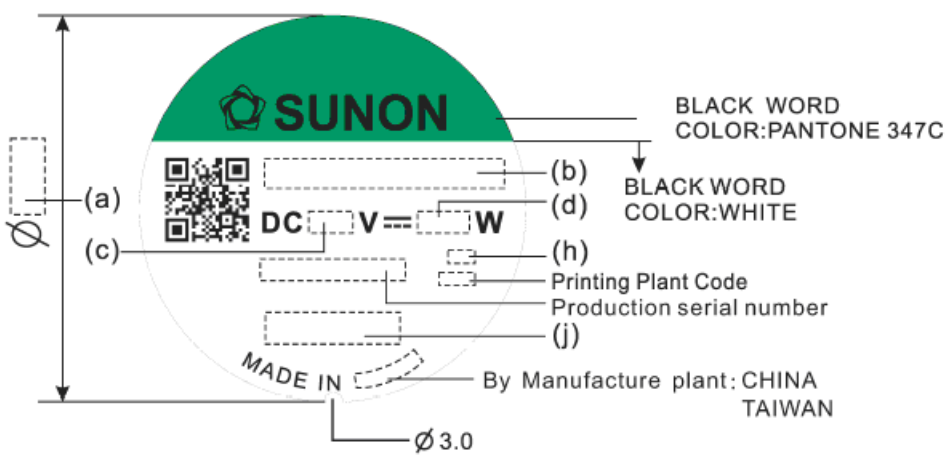 SUNON
BLACK WORD
COLOR:PANTONE 347C
BLACK WORD
COLOR:WHITE
(a)
Ø
(b)
(d)
DC V⎓ W
(c)
(h)
Printing Plant Code
Production serial number
(j)
MADE IN
By Manufacture plant: CHINA
TAIWAN
Ø 3.0